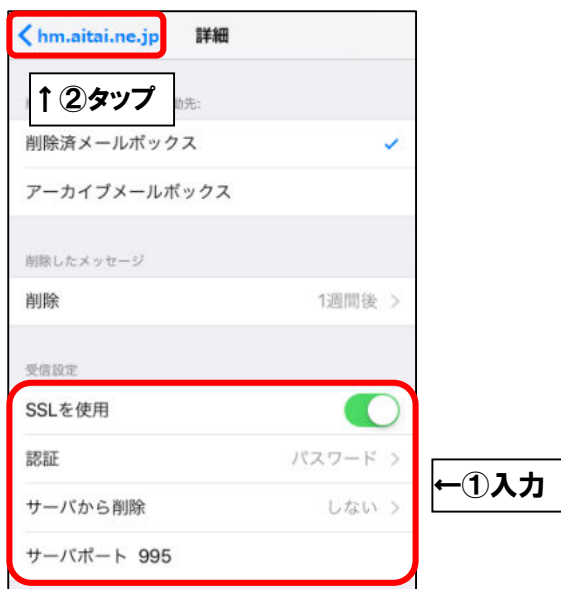 hm.aitai.ne.jp 詳細
↑②タップ
動先:
削除済メールボックス
アーカイブメールボックス
削除したメッセージ
削除 1週間後
受信設定
SSLを使用
認証 パスワード
サーバから削除 しない
←①入力
サーバポート 995